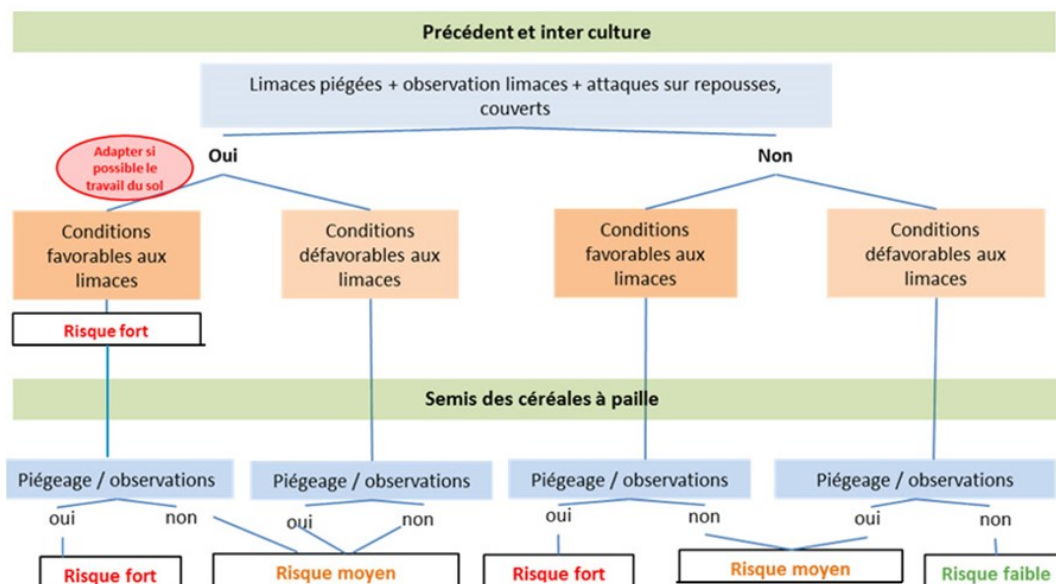 Précédent et inter culture
Limaces piégées + observation limaces + attaques sur repousses,
couverts
Adapter si
possible le
travail du sol
Oui
Non
Conditions
favorables aux
limaces
Conditions
défavorables aux
limaces
Conditions
favorables aux
limaces
Conditions
défavorables aux
limaces
Risque fort
Semis des céréales à paille
Piégeage / observations
Piégeage / observations
Piégeage / observations
Piégeage / observations
oui
non
oui
non
oui
non
oui
non
Risque fort
Risque moyen
Risque fort
Risque moyen
Risque faible